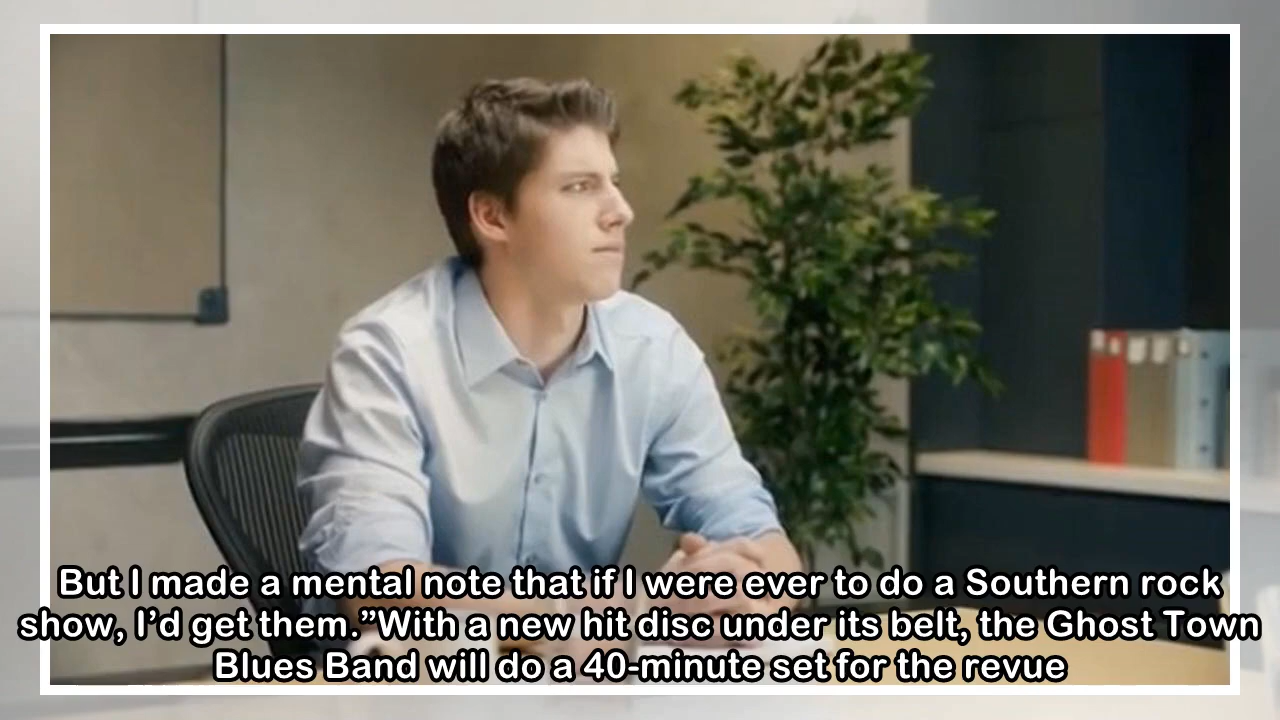 But I made a mental note that if I were ever to do a Southern rock
show, I’d get them.”With a new hit disc under its belt, the Ghost Town
Blues Band will do a 40-minute set for the revue